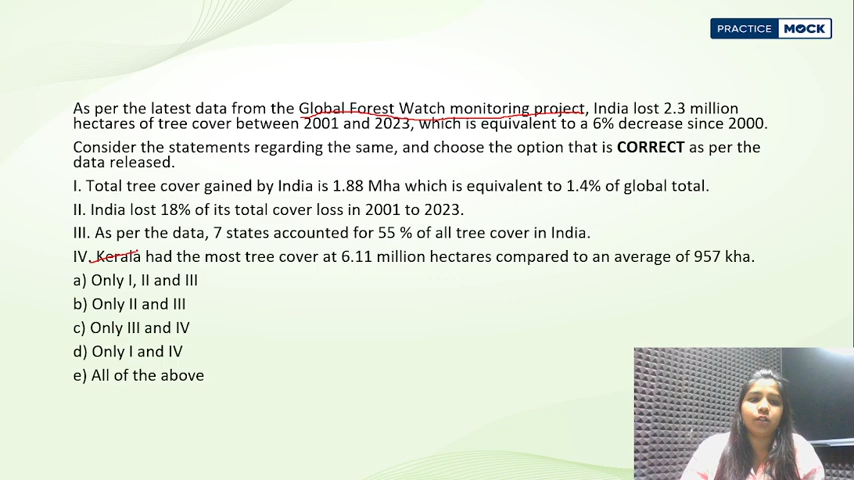 PRACTICE MOCK
As per the latest data from the Global Forest Watch monitoring project, India lost 2.3 million
hectares of tree cover between 2001 and 2023, which is equivalent to a 6% decrease since 2000.
Consider the statements regarding the same, and choose the option that is CORRECT as per the
data released.
I. Total tree cover gained by India is 1.88 Mha which is equivalent to 1.4% of global total.
II. India lost 18% of its total cover loss in 2001 to 2023.
III. As per the data, 7 states accounted for 55 % of all tree cover in India.
IV. Kerala had the most tree cover at 6.11 million hectares compared to an average of 957 kha.
a) Only I, II and III
b) Only II and III
c) Only III and IV
d) Only I and IV
e) All of the above